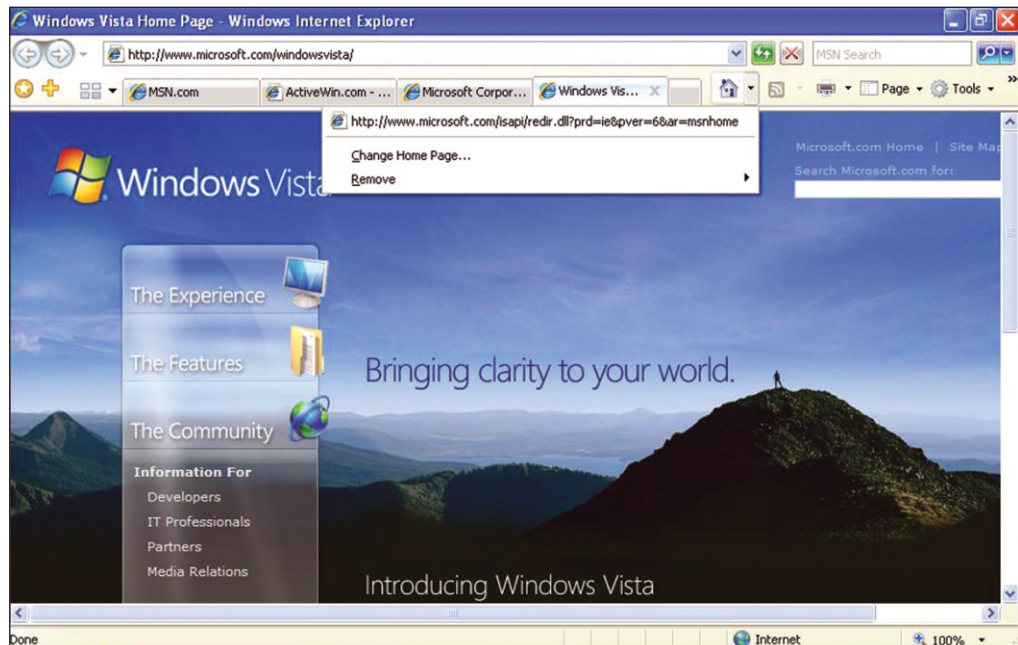 Windows Vista Home Page - Windows Internet Explorer
http://www.microsoft.com/windowsvista/
MSN Search
MSN.com
ActiveWin.com - ...
Microsoft Corpor...
Windows Vis...
Page
Tools
http://www.microsoft.com/isapi/redir.dll?prd=ie&pver=6&ar=msnhome
Change Home Page...
Remove
Microsoft.com Home | Site Map
Search Microsoft.com for:
Windows Vista
The Experience
The Features
Bringing clarity to your world.
The Community
Information For
Developers
IT Professionals
Partners
Media Relations
Introducing Windows Vista
Done
Internet
100%